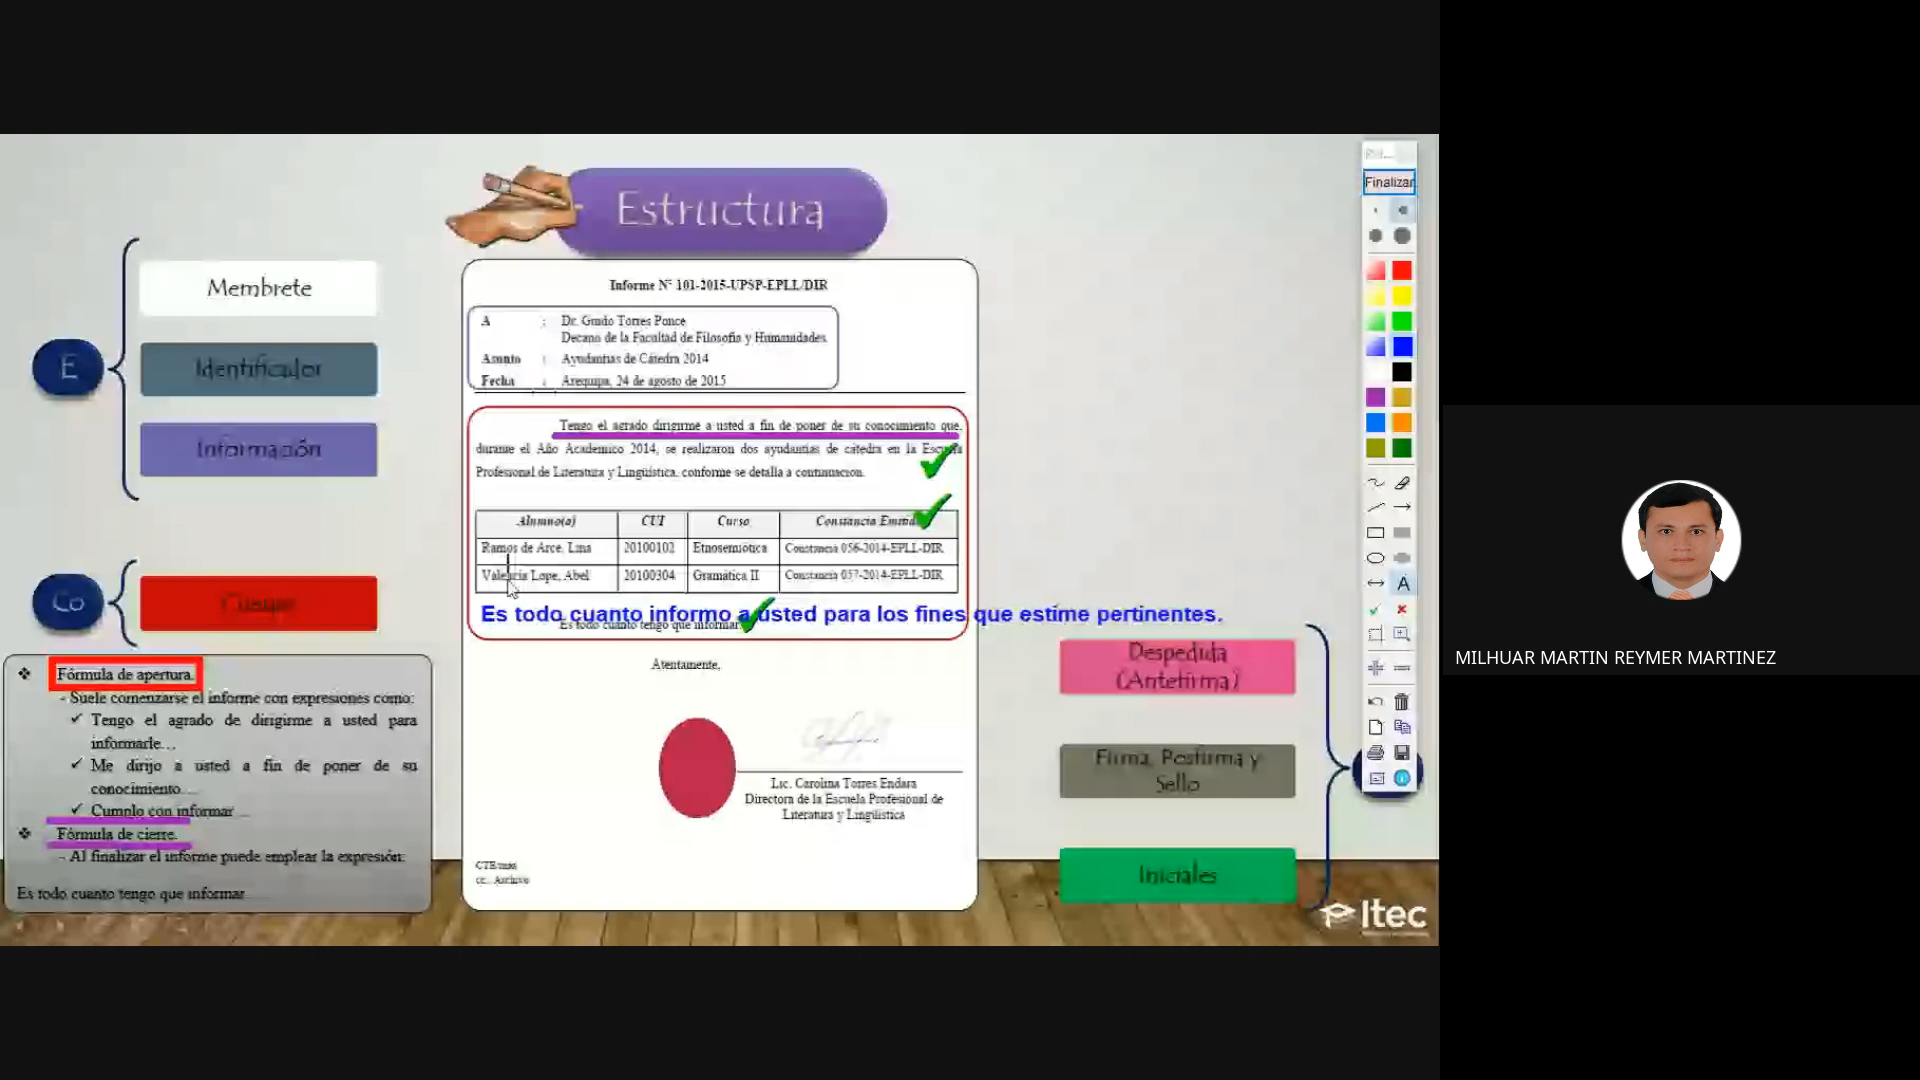 Estructura
Finalizar
E
Membrete
Identificador
Información
Co
Cuerpo
Informe N° 101-2015-UPSP-EPLL/DIR
A : Dr. Guido Torres Ponce
Decano de la Facultad de Filosofía y Humanidades
Asunto : Ayudantías de Cátedra 2014
Fecha : Arequipa, 24 de agosto de 2015
Tengo el agrado dirigirme a usted a fin de poner de su conocimiento que,
durante el Año Academico 2014, se realizaron dos ayudantías de cátedra en la Escuela
Profesional de Literatura y Lingüística, conforme se detalla a continuación.
Alumno(a) CUI Curso Constancia
Ramos de Arce, Lina 20100102 Etnosemiótica Constancia 056-2014-EPLL-DIR
Valencia Lope, Abel 20100304 Gramática II Constancia 057-2014-EPLL-DIR
Es todo cuanto informo a usted para los fines que estime pertinentes.
Es todo cuanto tengo que informar
Atentamente,
Lic. Carolina Torres Endara
Directora de la Escuela Profesional de
Literatura y Lingüística
cc. Archivo
❖ Fórmula de apertura.
- Suele comenzarse el informe con expresiones como:
✓ Tengo el agrado de dirigirme a usted para
informarle…
✓ Me dirijo a usted a fin de poner de su
conocimiento…
✓ Cumplo con informar…
❖ Fórmula de cierre.
- Al finalizar el informe puede emplear la expresión:
Es todo cuanto tengo que informar…
Despedida
(Antefirma)
Firma, Posfirma y
Sello
Iniciales
Itec
MILHUAR MARTIN REYMER MARTINEZ